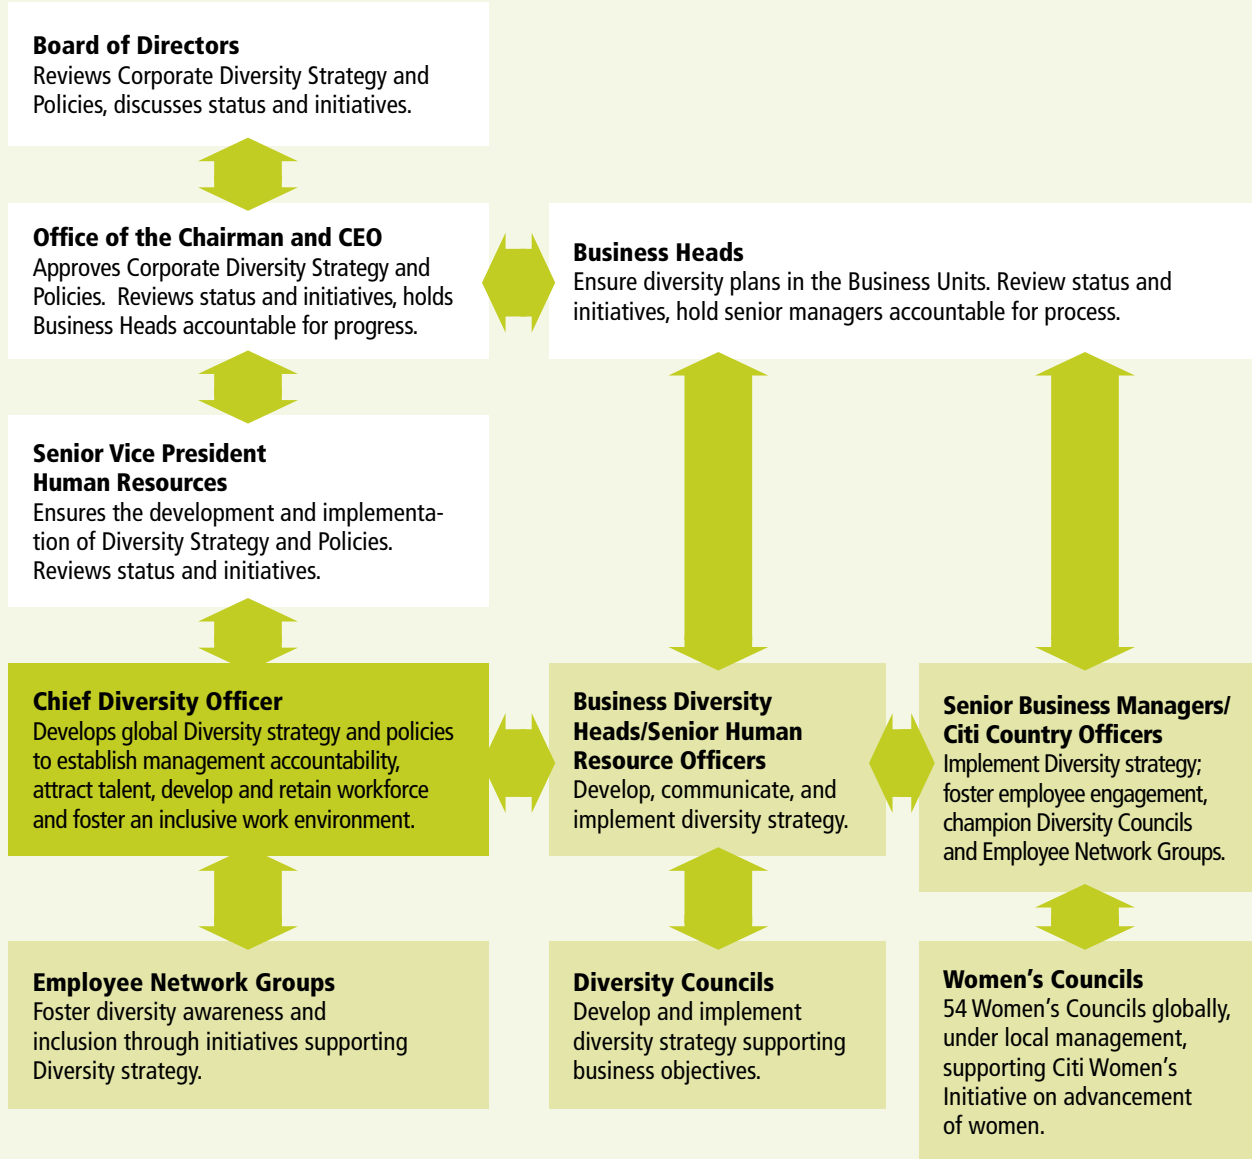 Board of Directors
Reviews Corporate Diversity Strategy and
Policies, discusses status and initiatives.
Office of the Chairman and CEO
Approves Corporate Diversity Strategy and
Policies.  Reviews status and initiatives, holds
Business Heads accountable for progress.
Business Heads
Ensure diversity plans in the Business Units. Review status and
initiatives, hold senior managers accountable for process.
Senior Vice President
Human Resources
Ensures the development and implementa-
tion of Diversity Strategy and Policies.
Reviews status and initiatives.
Chief Diversity Officer
Develops global Diversity strategy and policies
to establish management accountability,
attract talent, develop and retain workforce
and foster an inclusive work environment.
Business Diversity
Heads/Senior Human
Resource Officers
Develop, communicate, and
implement diversity strategy.
Senior Business Managers/
Citi Country Officers
Implement Diversity strategy;
foster employee engagement,
champion Diversity Councils
and Employee Network Groups.
Employee Network Groups
Foster diversity awareness and
inclusion through initiatives supporting
Diversity strategy.
Diversity Councils
Develop and implement
diversity strategy supporting
business objectives.
Women’s Councils
54 Women’s Councils globally,
under local management,
supporting Citi Women’s
Initiative on advancement
of women.